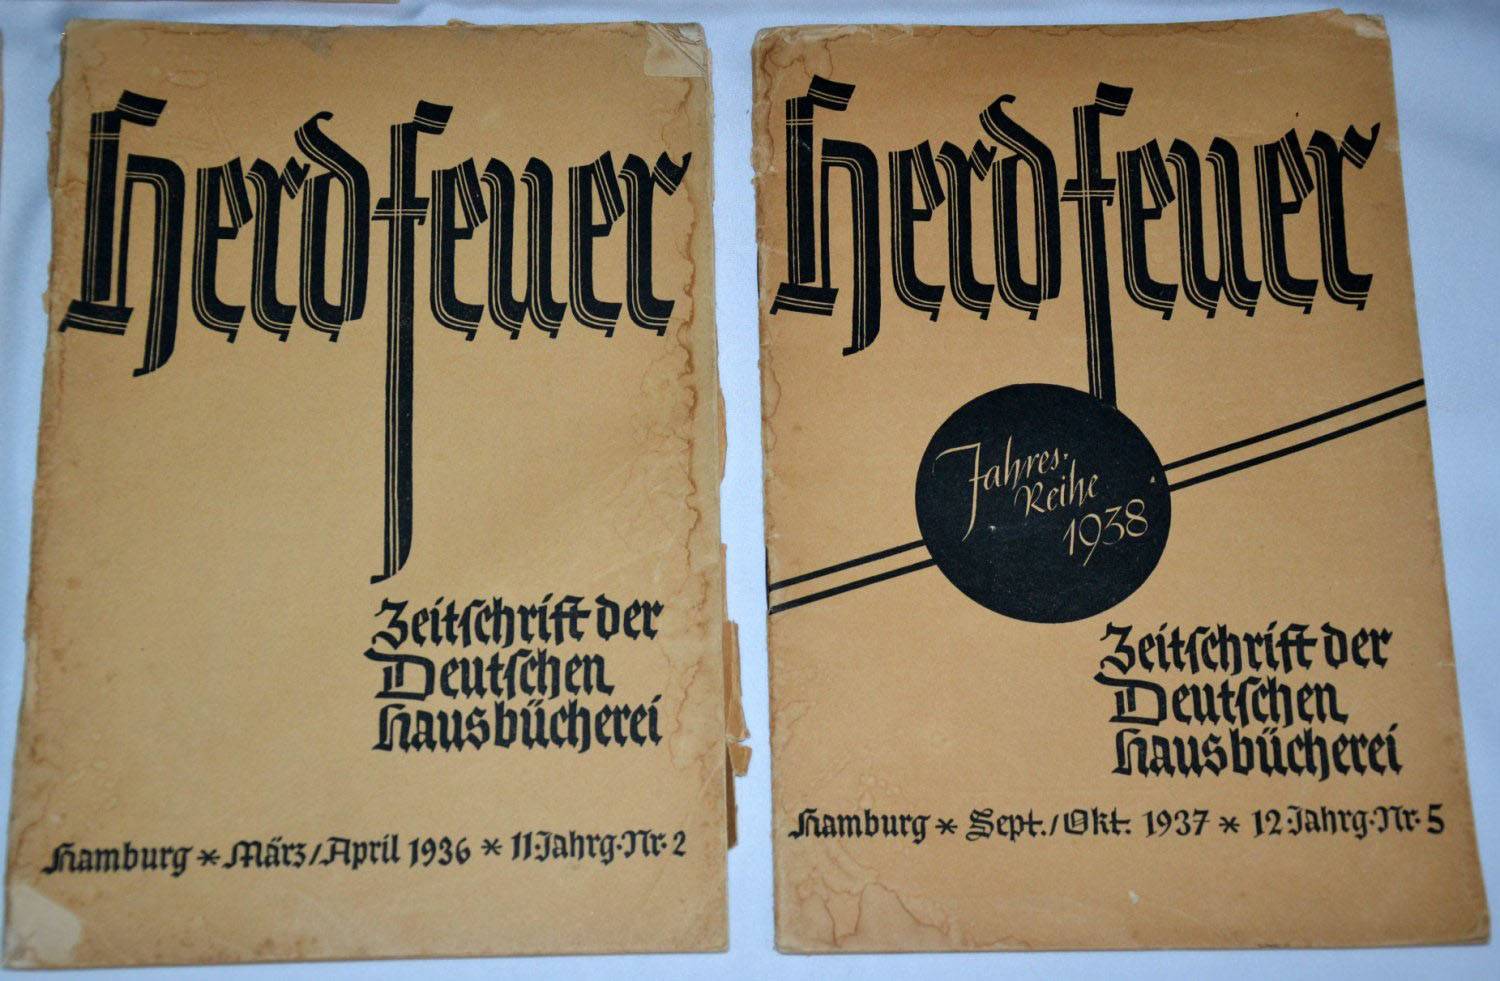 Herdfeuer
Zeitschrift der
Deutschen
Hausbücherei
Hamburg * März/April 1936 * 11. Jahrg. Nr. 2
Herdfeuer
Jahres-
Reihe
1938
Zeitschrift der
Deutschen
Hausbücherei
Hamburg * Sept./Okt. 1937 * 12. Jahrg. Nr. 5